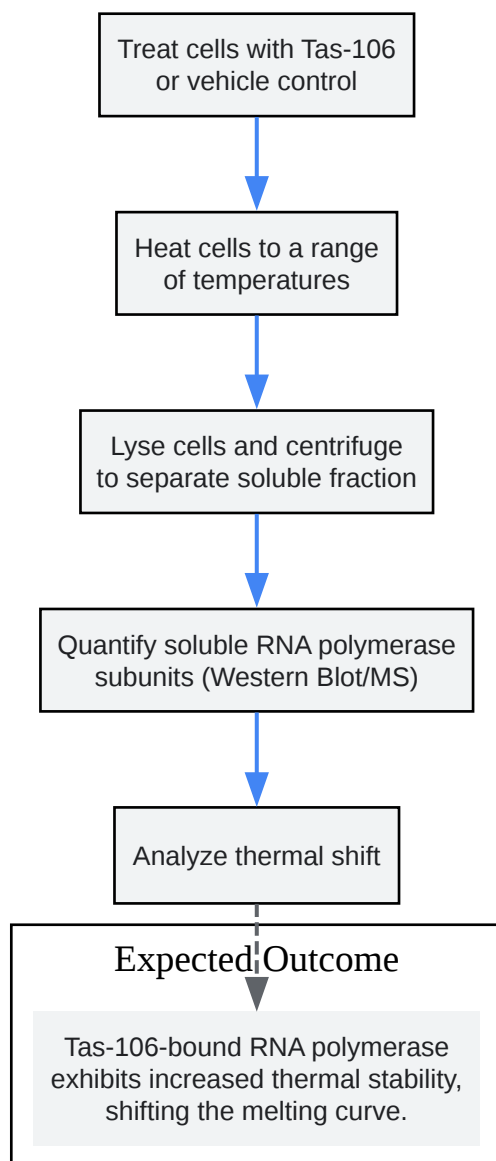 Treat cells with Tas-106
or vehicle control
Heat cells to a range
of temperatures
Lyse cells and centrifuge
to separate soluble fraction
Quantify soluble RNA polymerase
subunits (Western Blot/MS)
Analyze thermal shift
Expected Outcome
Tas-106-bound RNA polymerase
exhibits increased thermal stability,
shifting the melting curve.